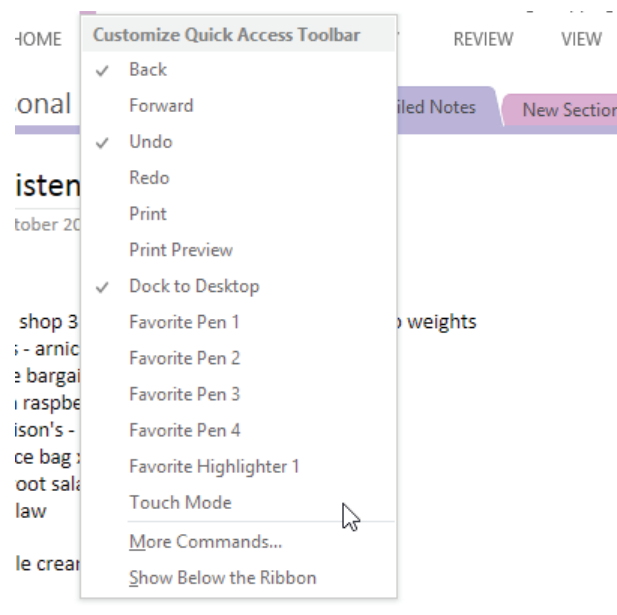 HOME
REVIEW
VIEW
Customize Quick Access Toolbar
Back
Forward
Undo
Redo
Print
Print Preview
Dock to Desktop
Favorite Pen 1
Favorite Pen 2
Favorite Pen 3
Favorite Pen 4
Favorite Highlighter 1
Touch Mode
More Commands...
Show Below the Ribbon
onal
iled Notes
New Section
isten
tober 20
shop 3
weights
s - arnic
e bargai
raspbe
ison's -
ce bag
oot sala
law
le crear